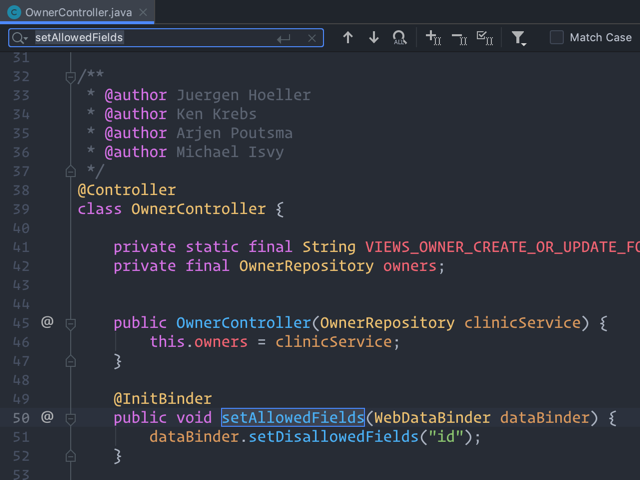 OwnerController.java
setAllowedFields
ALL
Match Case
31
32 /**
33 * @author Juergen Hoeller
34 * @author Ken Krebs
35 * @author Arjen Poutsma
36 * @author Michael Isvy
37 */
38 @Controller
39 class OwnerController {
40
41 private static final String VIEWS_OWNER_CREATE_OR_UPDATE_FO
42 private final OwnerRepository owners;
43
44
45 @ public OwnerController(OwnerRepository clinicService) {
46 this.owners = clinicService;
47 }
48
49 @InitBinder
50 @ public void setAllowedFields(WebDataBinder dataBinder) {
51 dataBinder.setDisallowedFields("id");
52 }
53